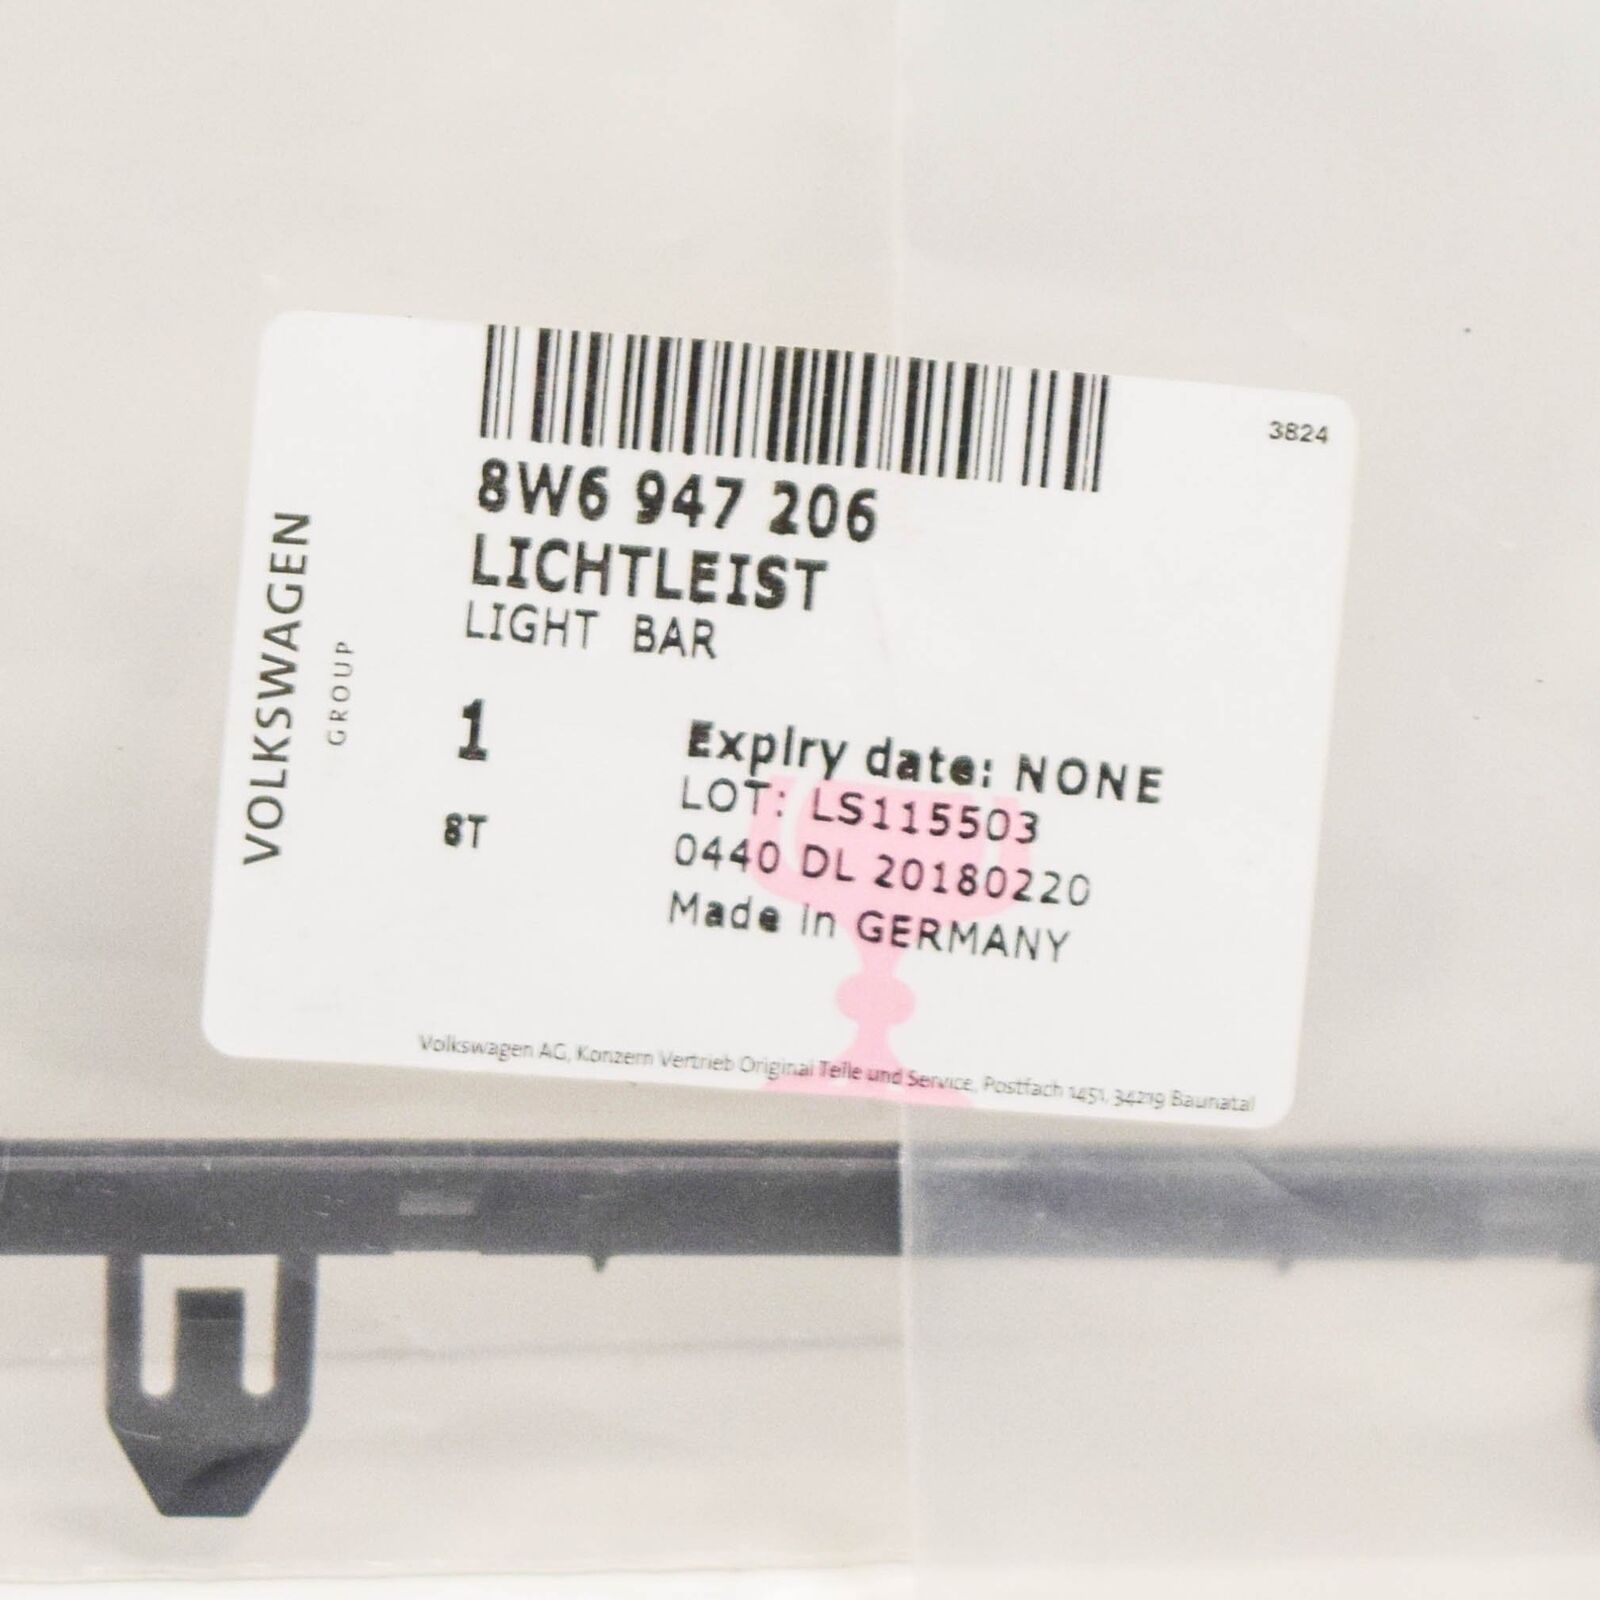 3824
8W6 947 206
LICHTLEIST
LIGHT BAR
VOLKSWAGEN
GROUP
1
8T
Expiry date: NONE
LOT: LS115503
0440 DL 20180220
Made in GERMANY
Volkswagen AG, Konzern Vertrieb Original Teile und Service, Postfach 1451, 34219 Baunatal